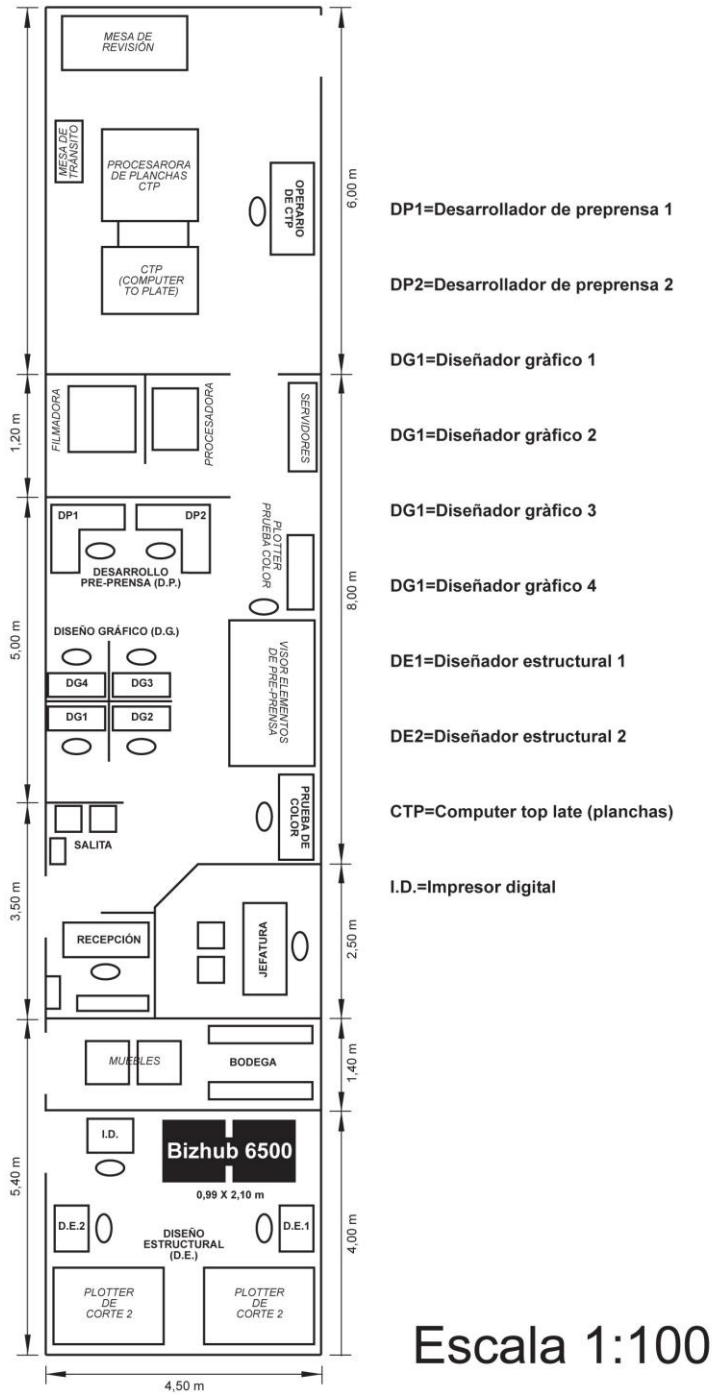 MESA DE
REVISIÓN
MESA DE
TRÁNSITO
PROCESARORA
DE PLANCHAS
CTP
OPERARIO
DE CTP
CTP
(COMPUTER
TO PLATE)
6,00 m
1,20 m
FILMADORA
PROCESADORA
SERVIDORES
DP1
DP2
DESARROLLO
PRE-PRENSA (D.P.)
PLOTTER
PRUEBA COLOR
8,00 m
5,00 m
DISEÑO GRÁFICO (D.G.)
DG4
DG3
DG1
DG2
VISOR ELEMENTOS
DE PRE-PRENSA
PRUEBA DE
COLOR
SALITA
3,50 m
RECEPCIÓN
JEFATURA
2,50 m
MUEBLES
BODEGA
1,40 m
I.D.
Bizhub 6500
0,99 X 2,10 m
5,40 m
D.E.2
D.E.1
DISEÑO
ESTRUCTURAL
(D.E.)
4,00 m
PLOTTER
DE
CORTE 2
PLOTTER
DE
CORTE 2
4,50 m
DP1=Desarrollador de preprensa 1
DP2=Desarrollador de preprensa 2
DG1=Diseñador gràfico 1
DG1=Diseñador gràfico 2
DG1=Diseñador gràfico 3
DG1=Diseñador gràfico 4
DE1=Diseñador estructural 1
DE2=Diseñador estructural 2
CTP=Computer top late (planchas)
I.D.=Impresor digital
Escala 1:100